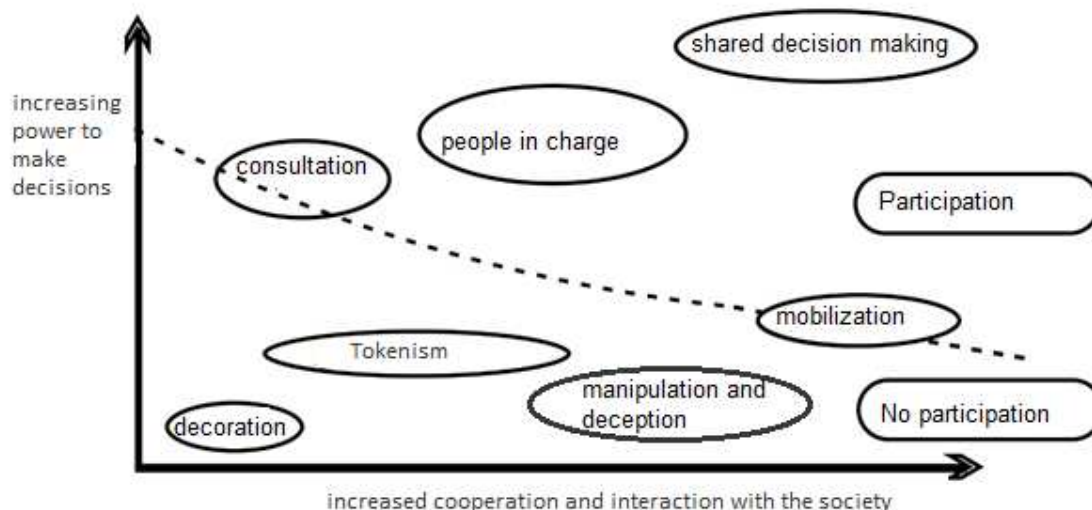 shared decision making
increasing
power to
make
decisions
people in charge
consultation
Participation
mobilization
Tokenism
manipulation and
deception
decoration
No participation
increased cooperation and interaction with the society